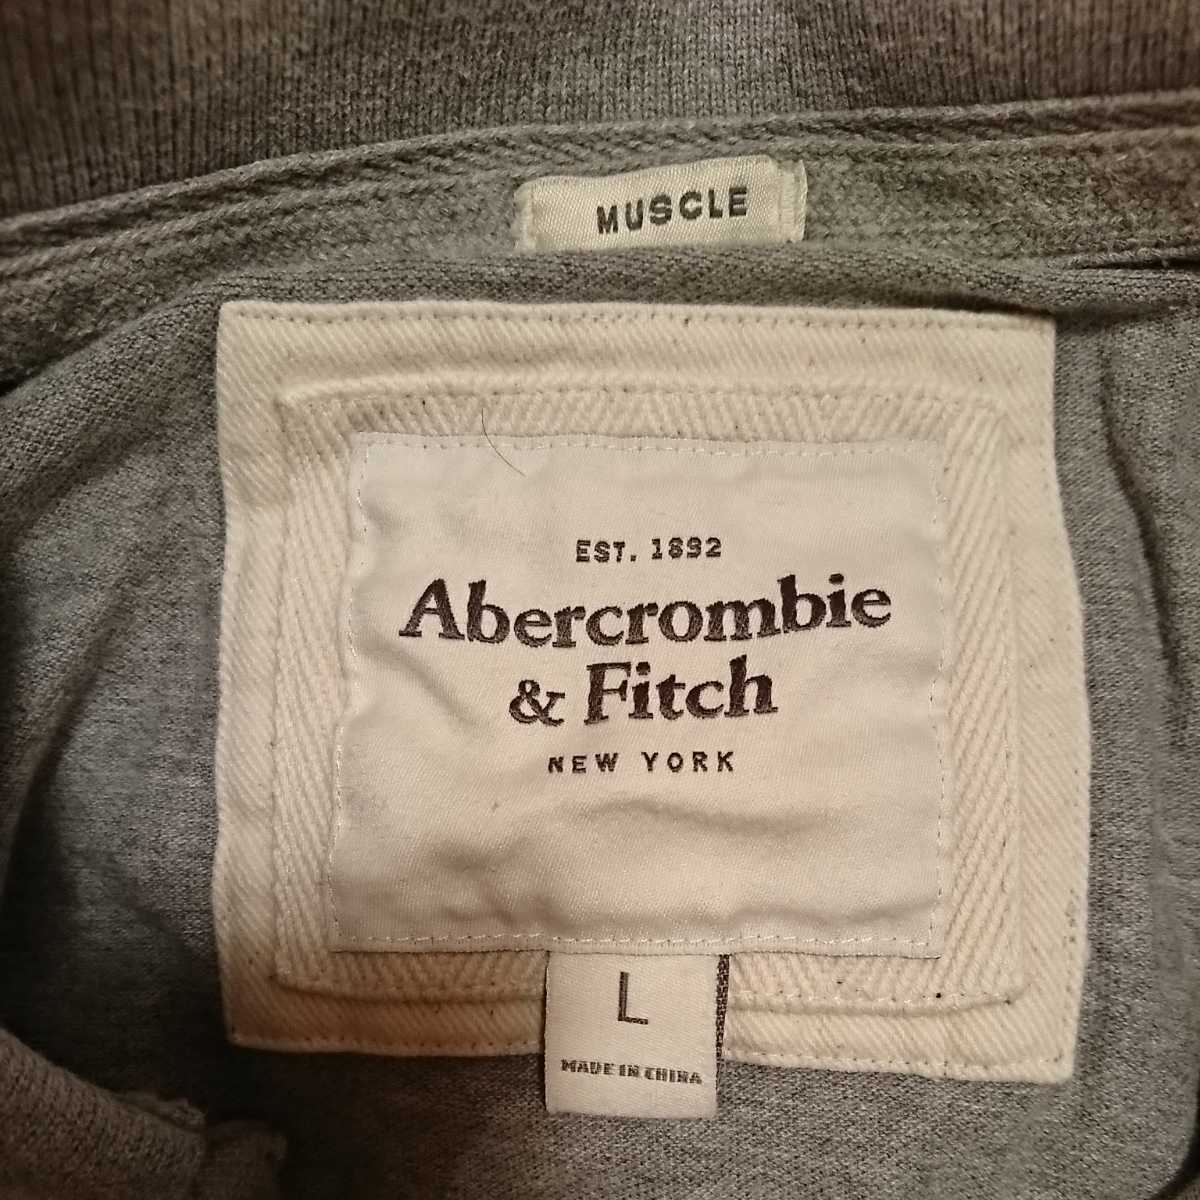 MUSCLE
EST. 1892
Abercrombie
& Fitch
NEW YORK
L
MADE IN CHINA